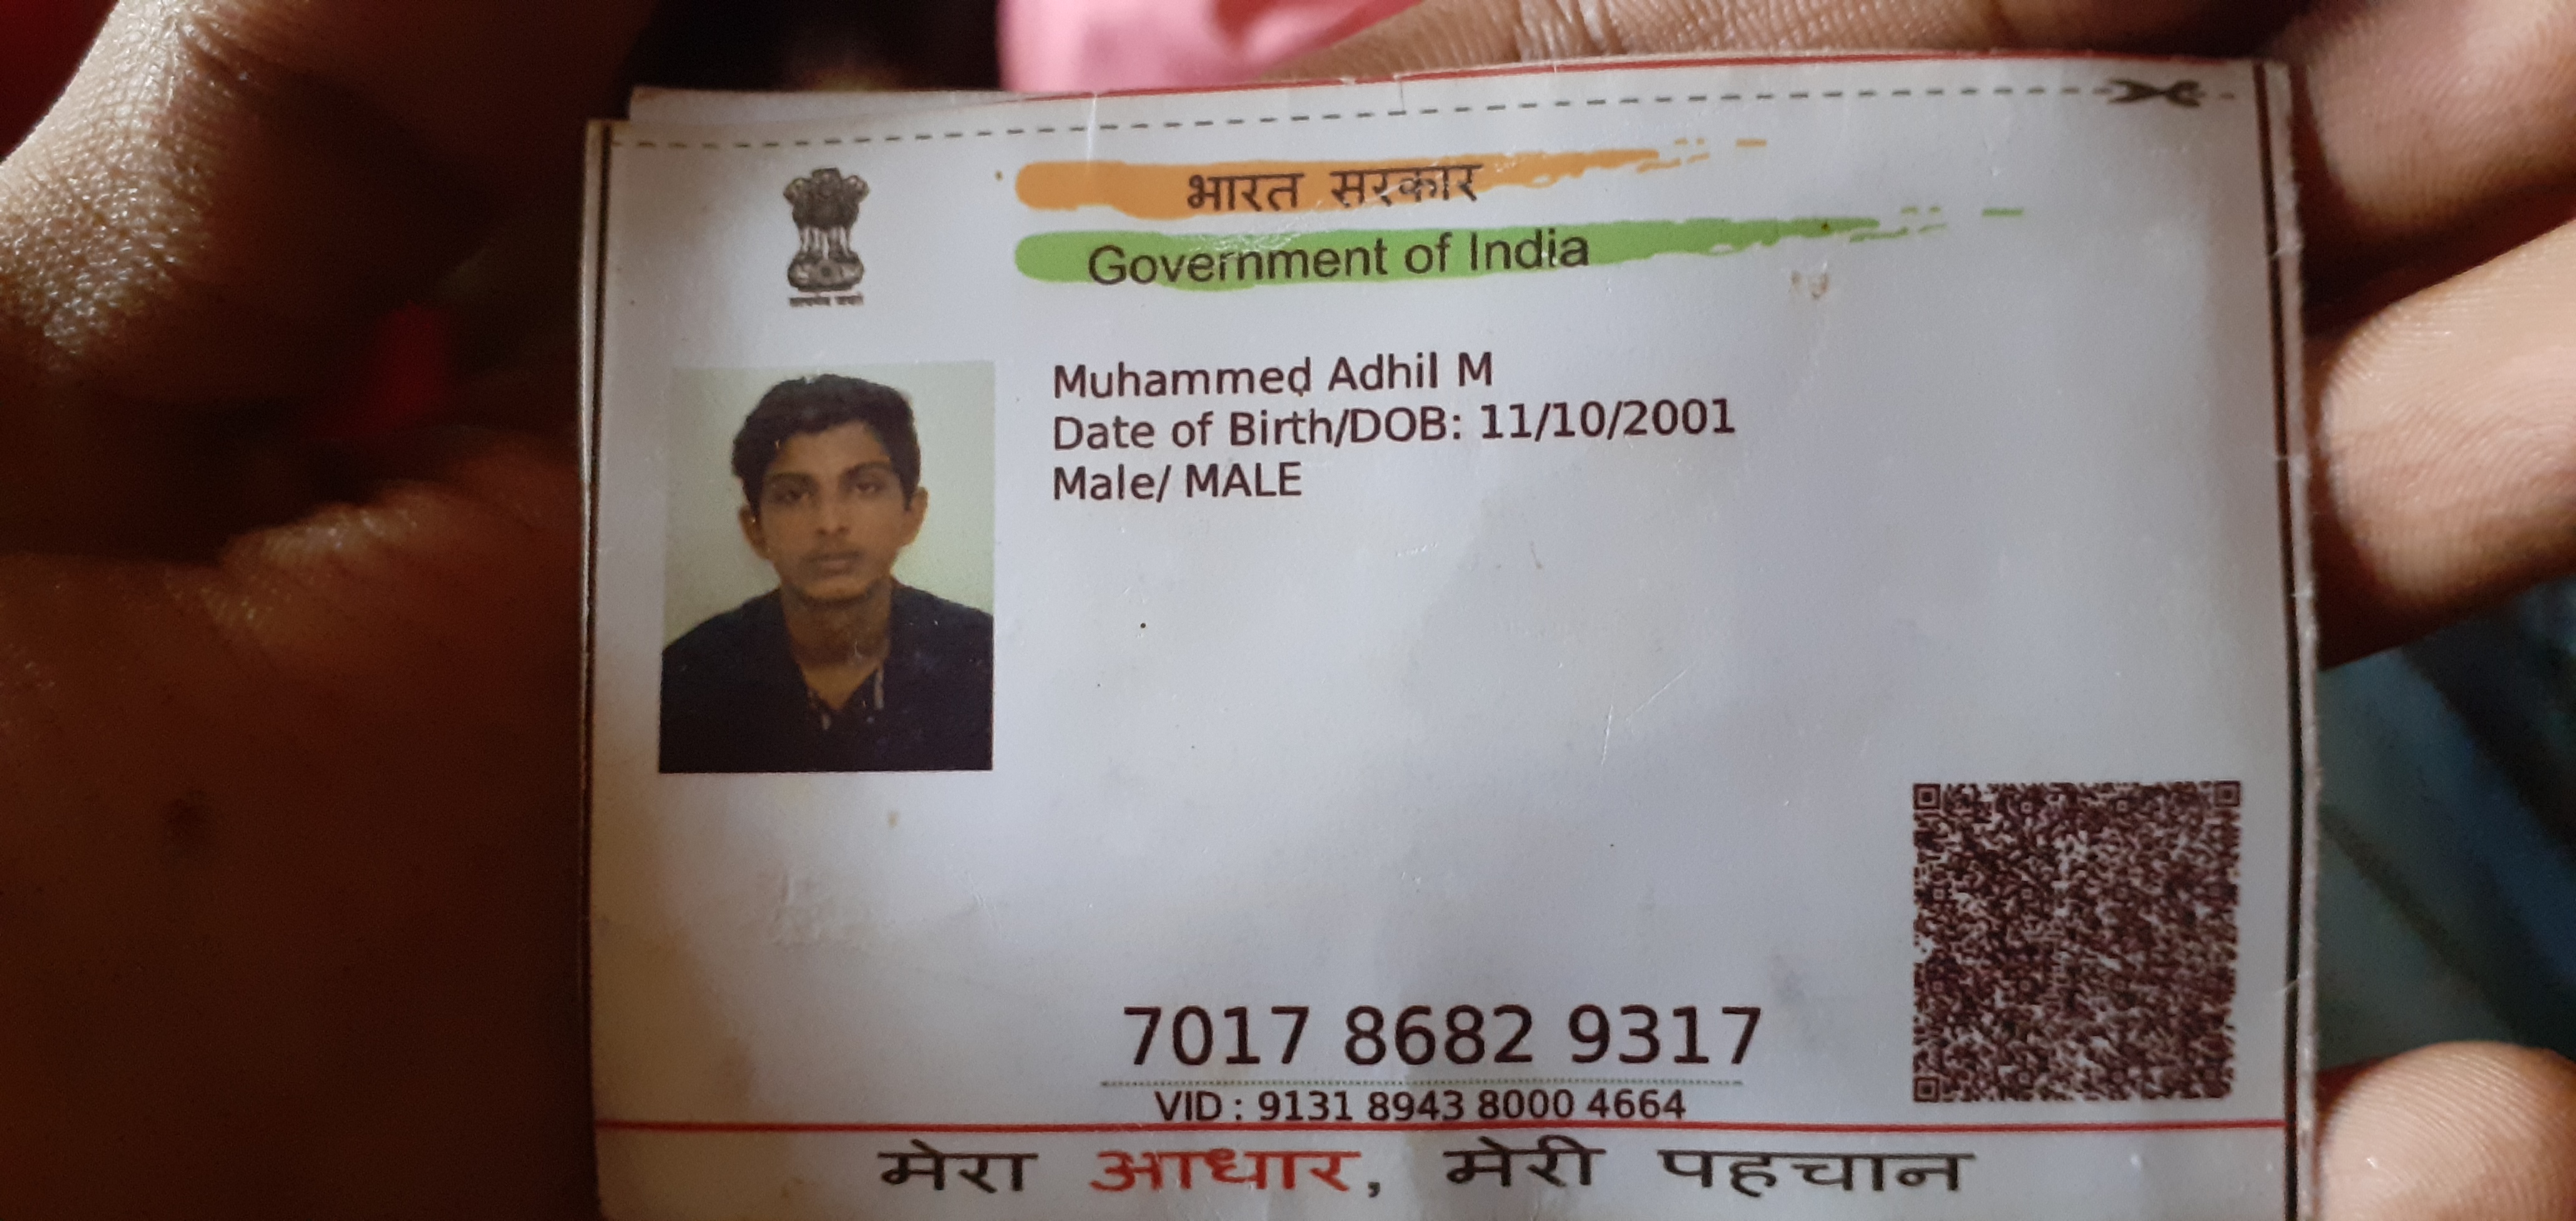 भारत सरकार
Government of India
Muhammed Adhil M
Date of Birth/DOB: 11/10/2001
Male/ MALE
7017 8682 9317
VID : 9131 8943 8000 4664
मेरा आधार, मेरी पहचान